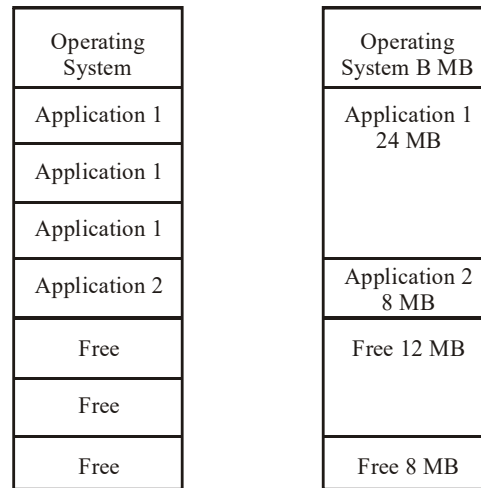 Operating
System
Application 1
Application 1
Application 1
Application 2
Free
Free
Free
Operating
System B MB
Application 1
24 MB
Application 2
8 MB
Free 12 MB
Free 8 MB